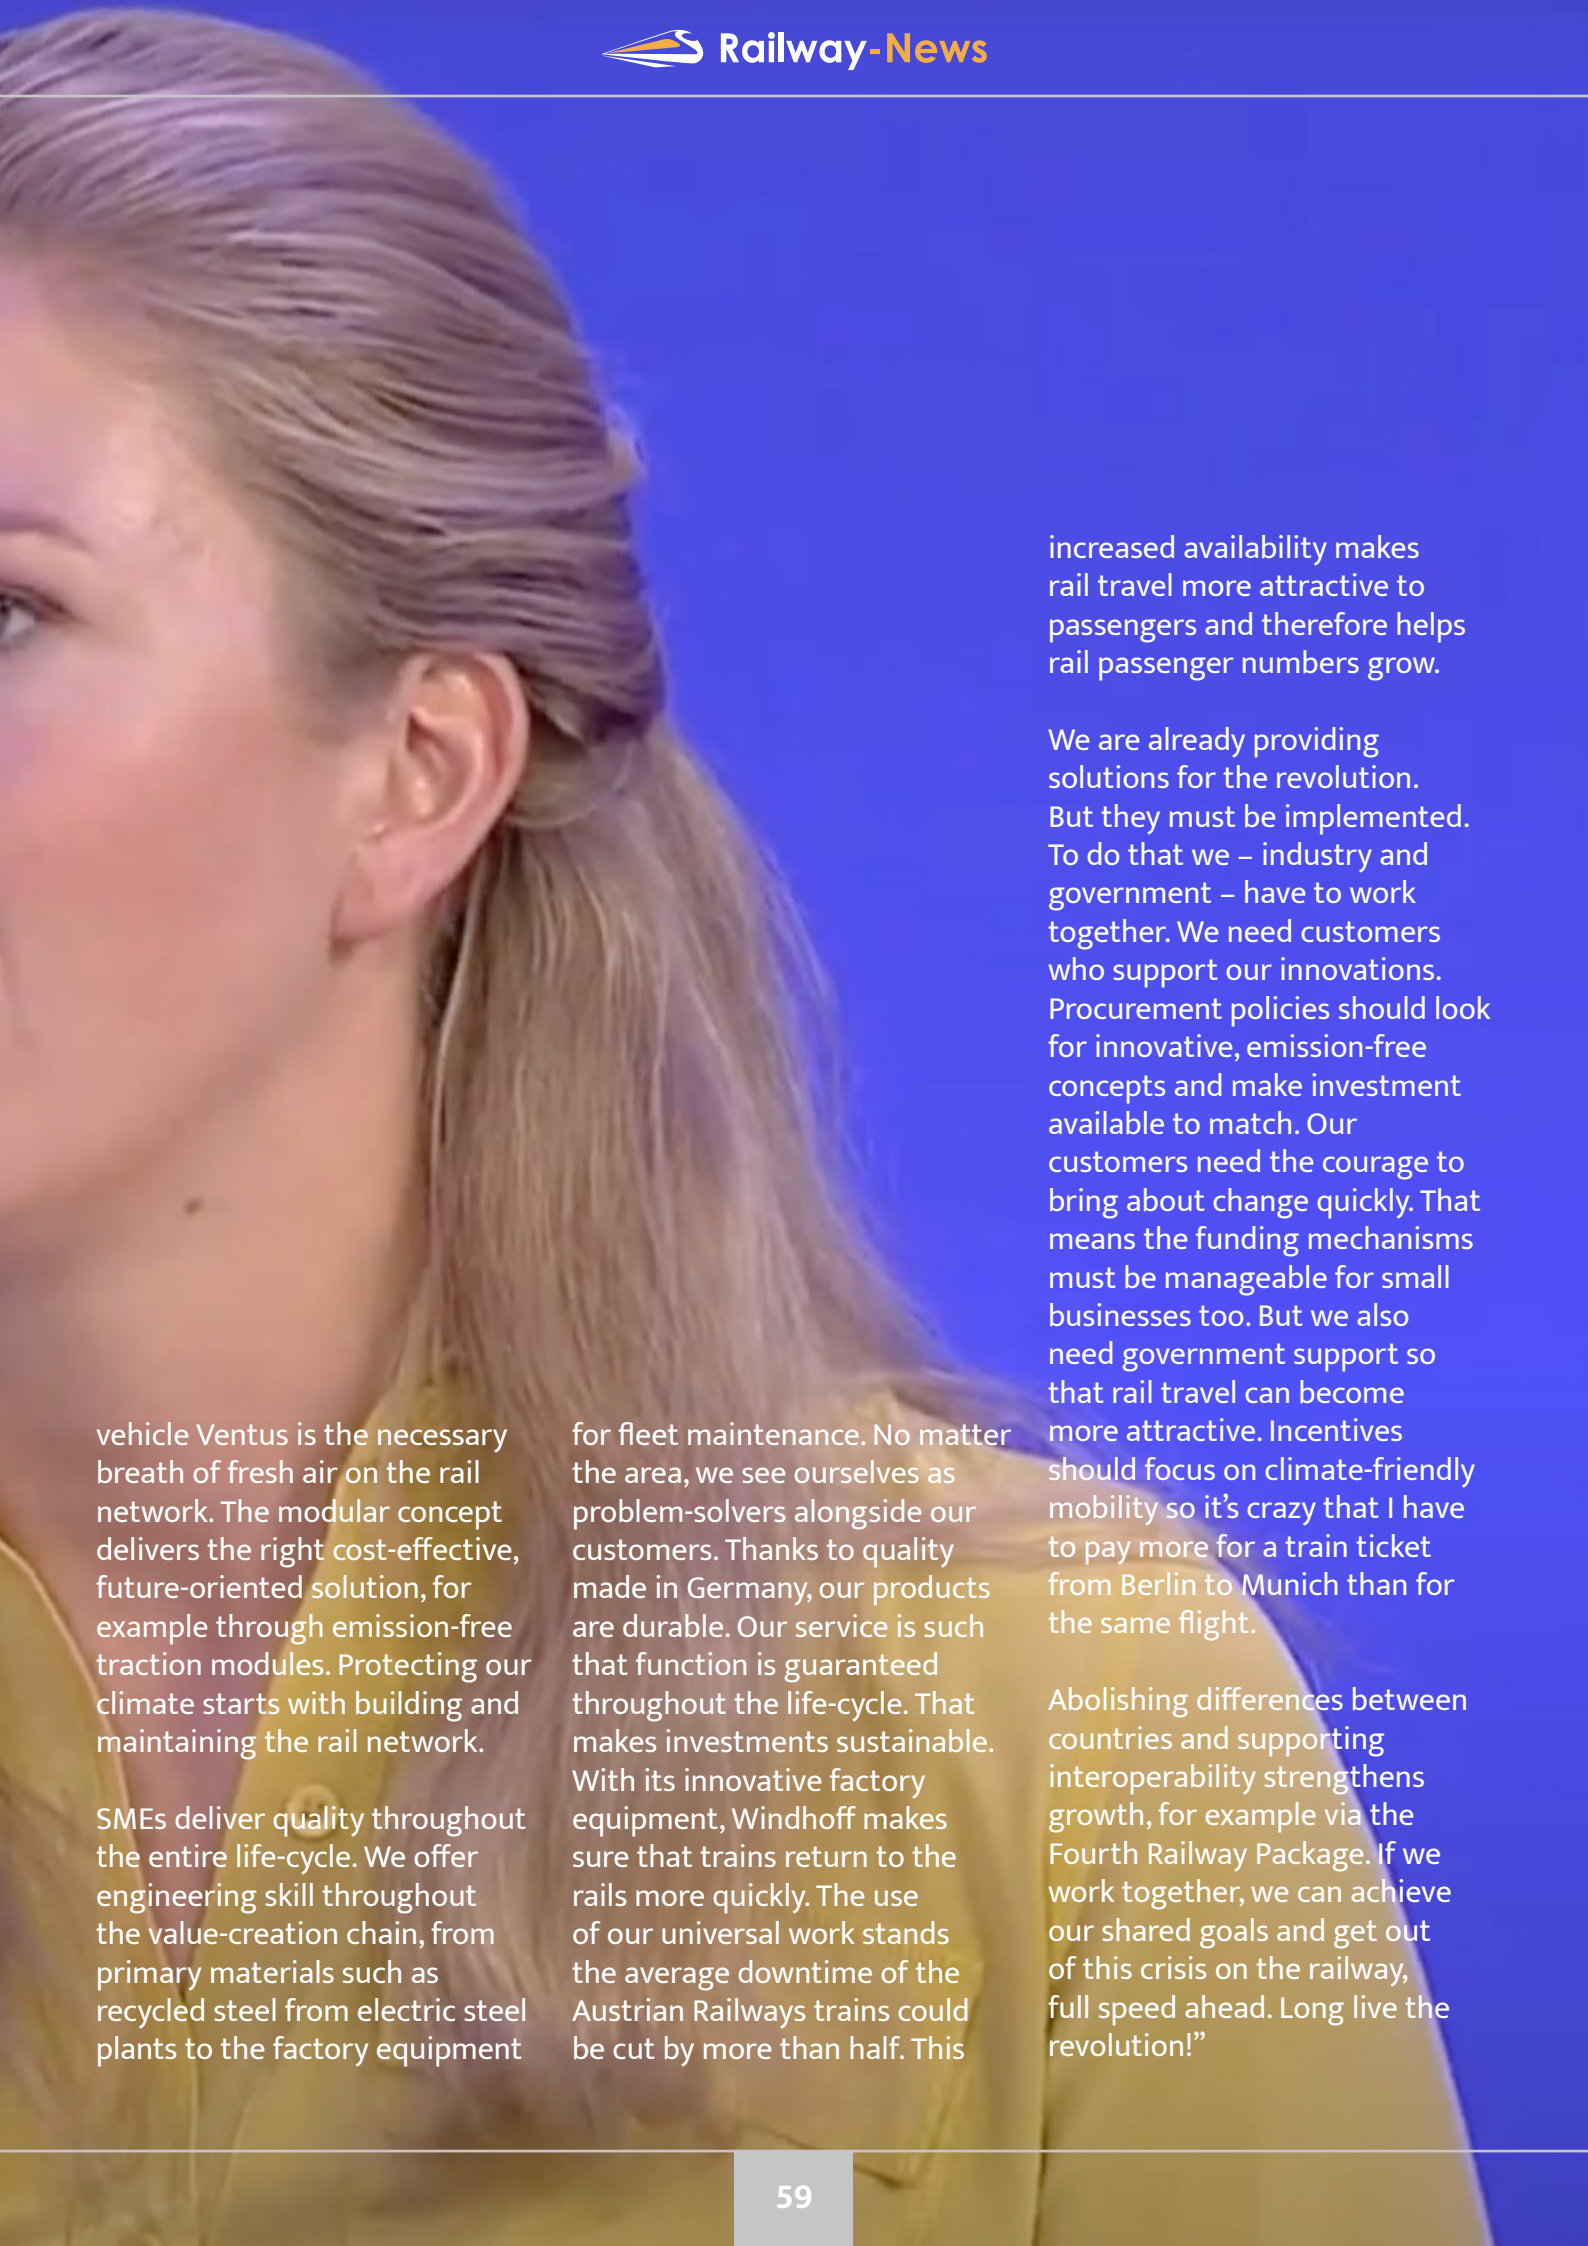 Railway-News
vehicle Ventus is the necessary
breath of fresh air on the rail
network. The modular concept
delivers the right cost-effective,
future-oriented solution, for
example through emission-free
traction modules. Protecting our
climate starts with building and
maintaining the rail network.
SMEs deliver quality throughout
the entire life-cycle. We offer
engineering skill throughout
the value-creation chain, from
primary materials such as
recycled steel from electric steel
plants to the factory equipment
for fleet maintenance. No matter
the area, we see ourselves as
problem-solvers alongside our
customers. Thanks to quality
made in Germany, our products
are durable. Our service is such
that function is guaranteed
throughout the life-cycle. That
makes investments sustainable.
With its innovative factory
equipment, Windhoff makes
sure that trains return to the
rails more quickly. The use
of our universal work stands
the average downtime of the
Austrian Railways trains could
be cut by more than half. This
increased availability makes
rail travel more attractive to
passengers and therefore helps
rail passenger numbers grow.
We are already providing
solutions for the revolution.
But they must be implemented.
To do that we – industry and
government – have to work
together. We need customers
who support our innovations.
Procurement policies should look
for innovative, emission-free
concepts and make investment
available to match. Our
customers need the courage to
bring about change quickly. That
means the funding mechanisms
must be manageable for small
businesses too. But we also
need government support so
that rail travel can become
more attractive. Incentives
should focus on climate-friendly
mobility so it’s crazy that I have
to pay more for a train ticket
from Berlin to Munich than for
the same flight.
Abolishing differences between
countries and supporting
interoperability strengthens
growth, for example via the
Fourth Railway Package. If we
work together, we can achieve
our shared goals and get out
of this crisis on the railway,
full speed ahead. Long live the
revolution!”
59